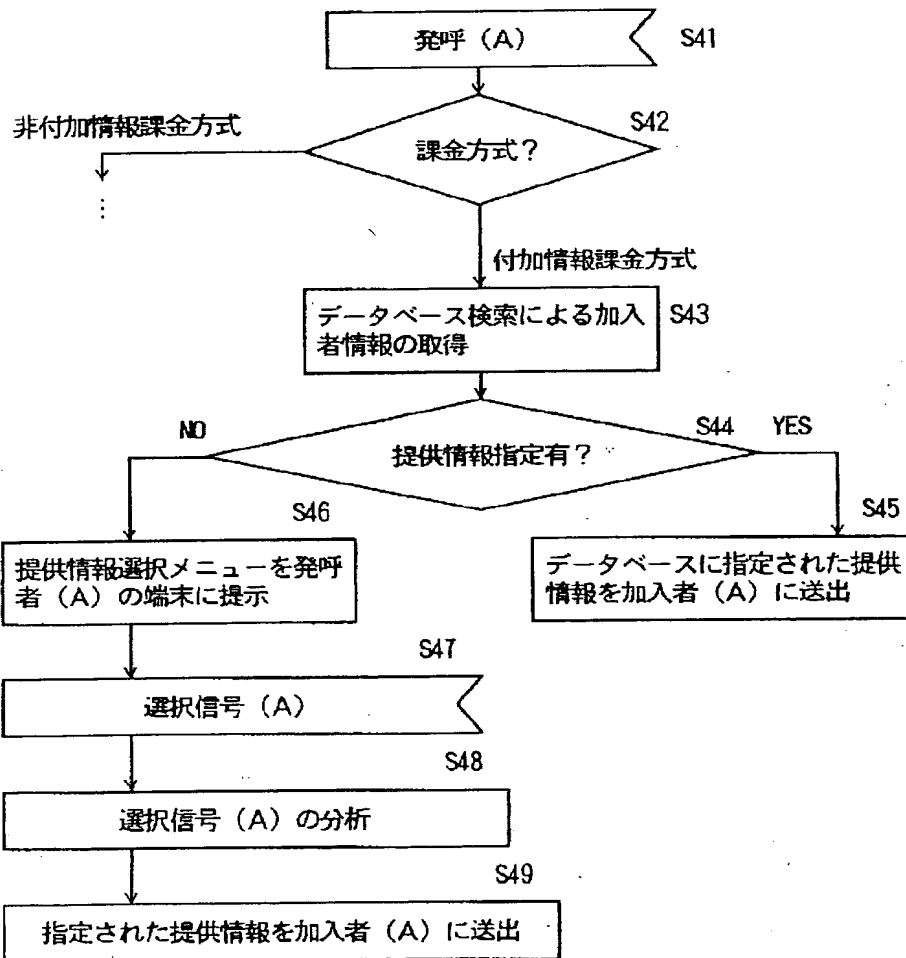 発呼(A)
S41
S42
課金方式?
非付加情報課金方式
⋮
付加情報課金方式
データベース検索による加入
者情報の取得
S43
S44
提供情報指定有?
NO
YES
S46
提供情報選択メニューを発呼
者(A)の端末に提示
S45
データベースに指定された提供
情報を加入者(A)に送出
S47
選択信号(A)
S48
選択信号(A)の分析
S49
指定された提供情報を加入者(A)に送出